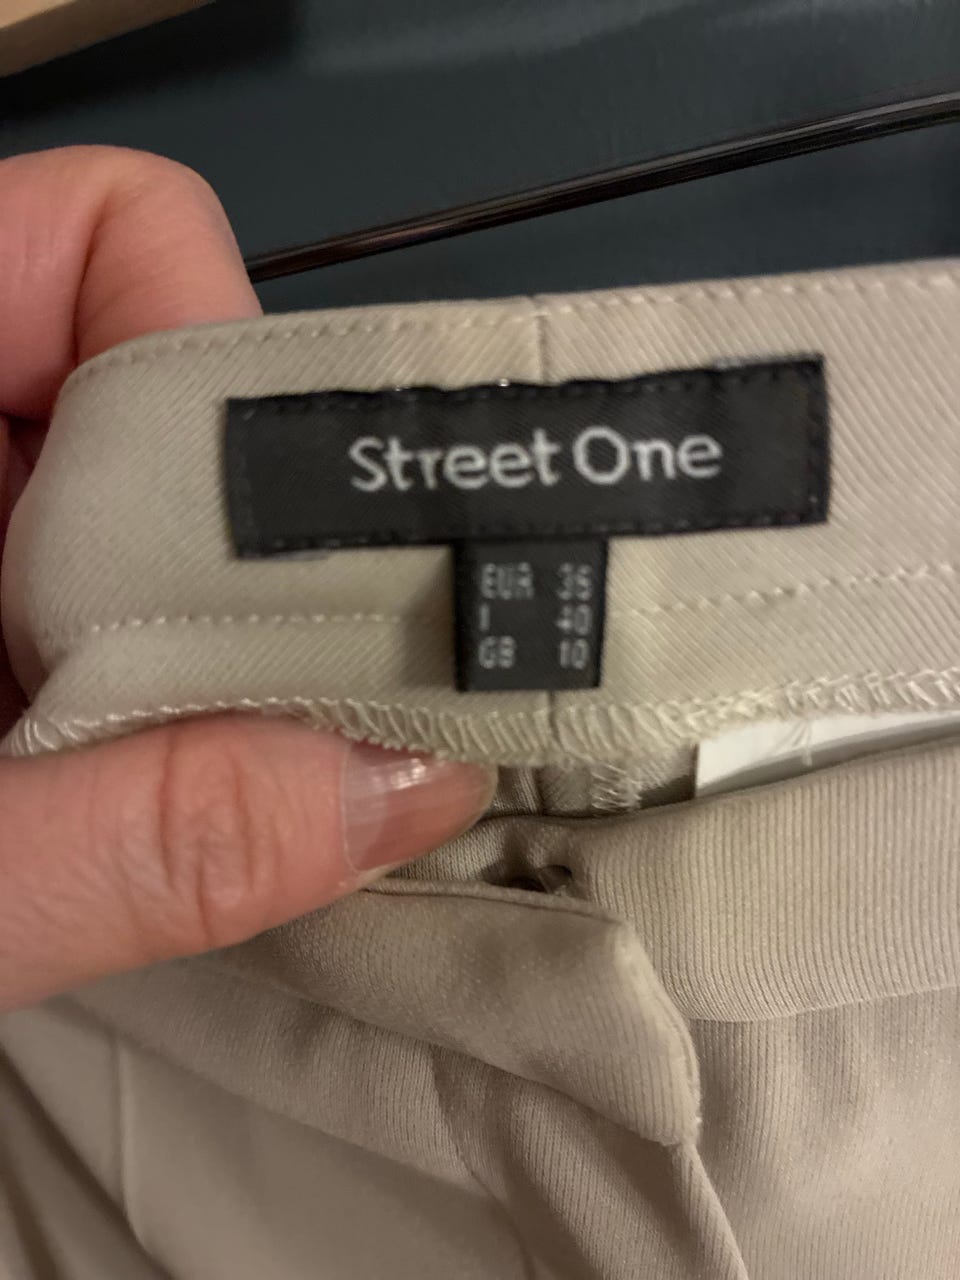 Street One
EUR 36
I 40
GB 10